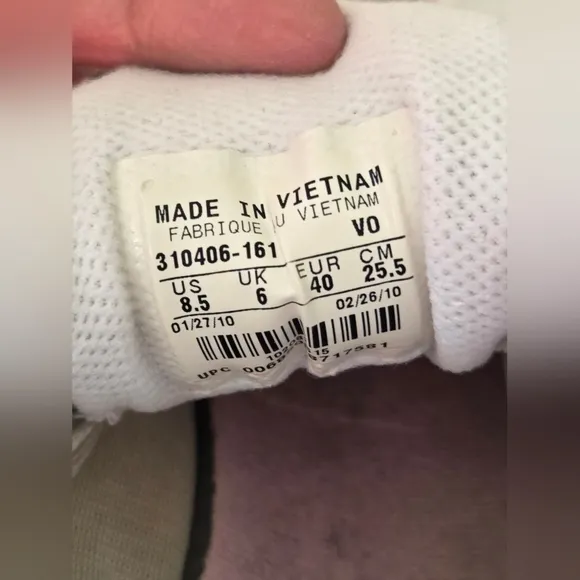 MADE IN VIETNAM
FABRIQUE U VIETNAM
310406-161 VO
US UK EUR CM
8.5 6 40 25.5
01/27/10 02/26/10
UPC